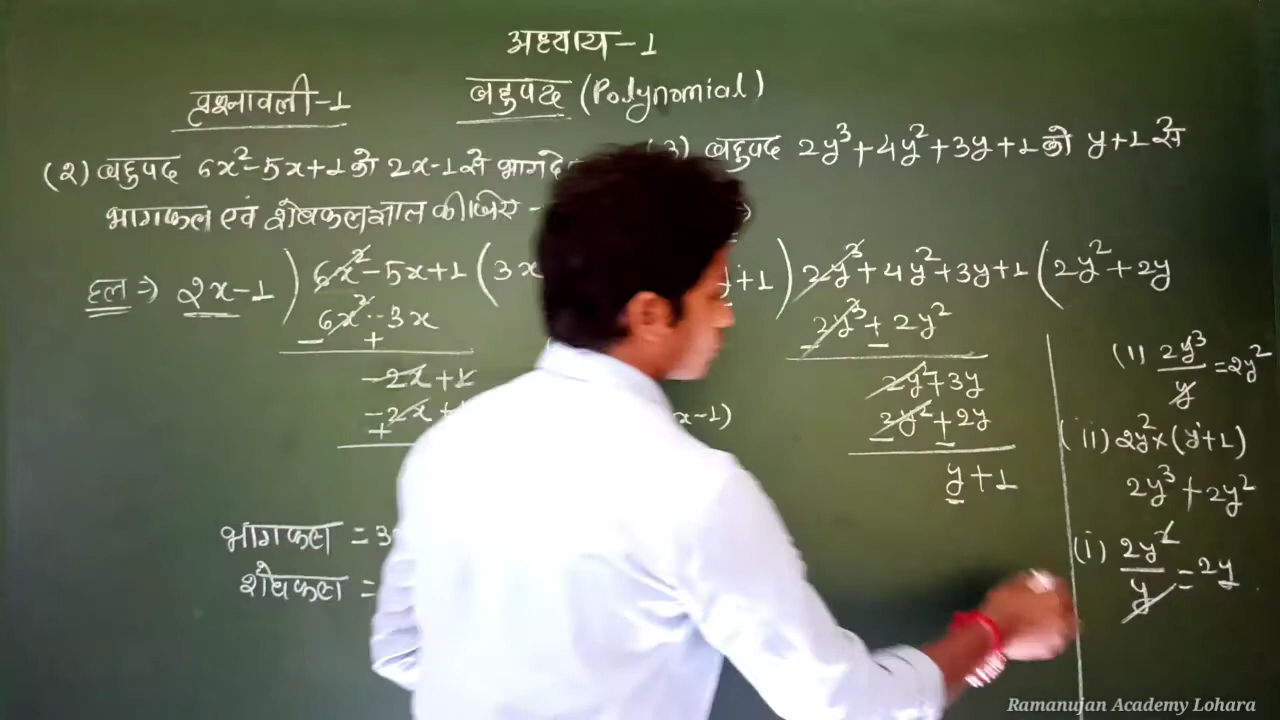 अध्याय-1
प्रश्नावली-1
बहुपद (Polynomial)
(2) बहुपद 6x²-5x+1 को 2x-1 से भाग दे
भागफल एवं शेषफल ज्ञात कीजिए -
हल ⇒ 2x-1 ) 6x²-5x+1 ( 3x
6x²-3x
- +
-2x+1
-2x+
+
x-1)
भागफल = 3
शेषफल =
(3) बहुपद 2y³+4y²+3y+1 को y+1 से
y+1 ) 2y³+4y²+3y+1 ( 2y²+2y
2y³+2y²
- -
2y²+3y
2y²+2y
- -
y+1
(i) 2y³/y = 2y²
(ii) 2y²×(y+1)
2y³+2y²
(i) 2y²/y = 2y
Ramanujan Academy Lohara